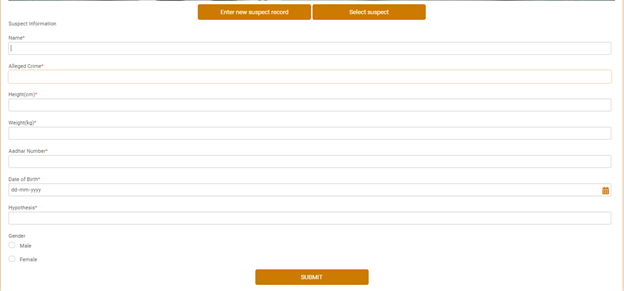 Enter new suspect record Select suspect
Suspect Information
Name*
Alleged Crime*
Height(cm)*
Weight(kg)*
Aadhar Number*
Date of Birth*
dd-mm-yyyy
Hypothesis*
Gender
Male
Female
SUBMIT